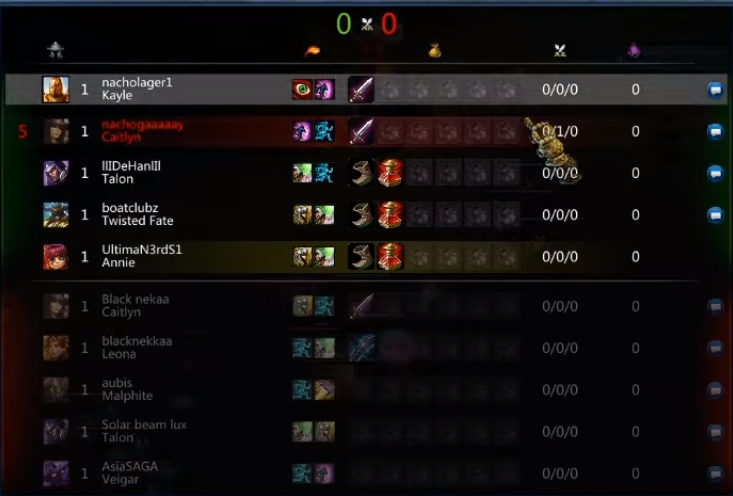 0 0
1 nacholager1 0/0/0 0
Kayle
5 1 nachogaaaaay 0/1/0 0
Caitlyn
1 llIDeHanlIl 0/0/0 0
Talon
1 boatclubz 0/0/0 0
Twisted Fate
1 UltimaN3rdS1 0/0/0 0
Annie
1 Black nekaa 0/0/0 0
Caitlyn
1 blacknekkaa 0/0/0 0
Leona
1 aubis 0/0/0 0
Malphite
1 Solar beam lux 0/0/0 0
Talon
1 AsiaSAGA 0/0/0 0
Veigar